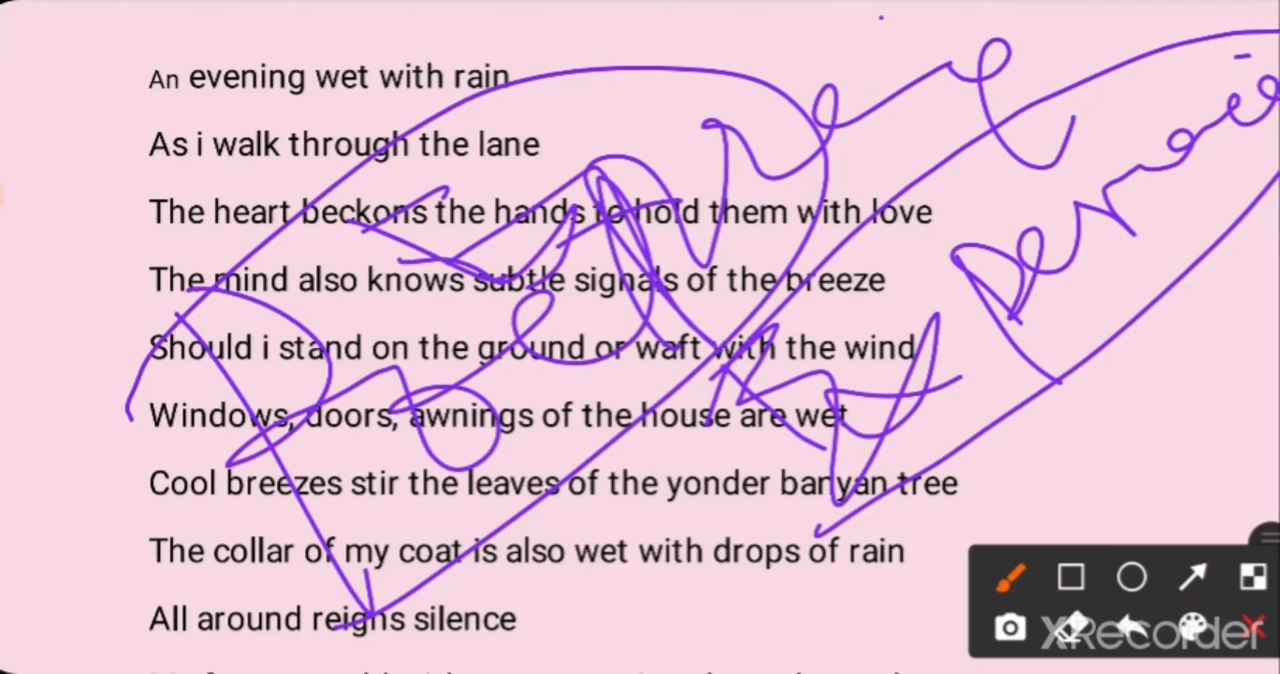 An evening wet with rain
As i walk through the lane
The heart beckons the hands to hold them with love
The mind also knows subtle signals of the breeze
Should i stand on the ground or waft with the wind
Windows, doors, awnings of the house are wet
Cool breezes stir the leaves of the yonder banyan tree
The collar of my coat is also wet with drops of rain
All around reigns silence
XRecorder